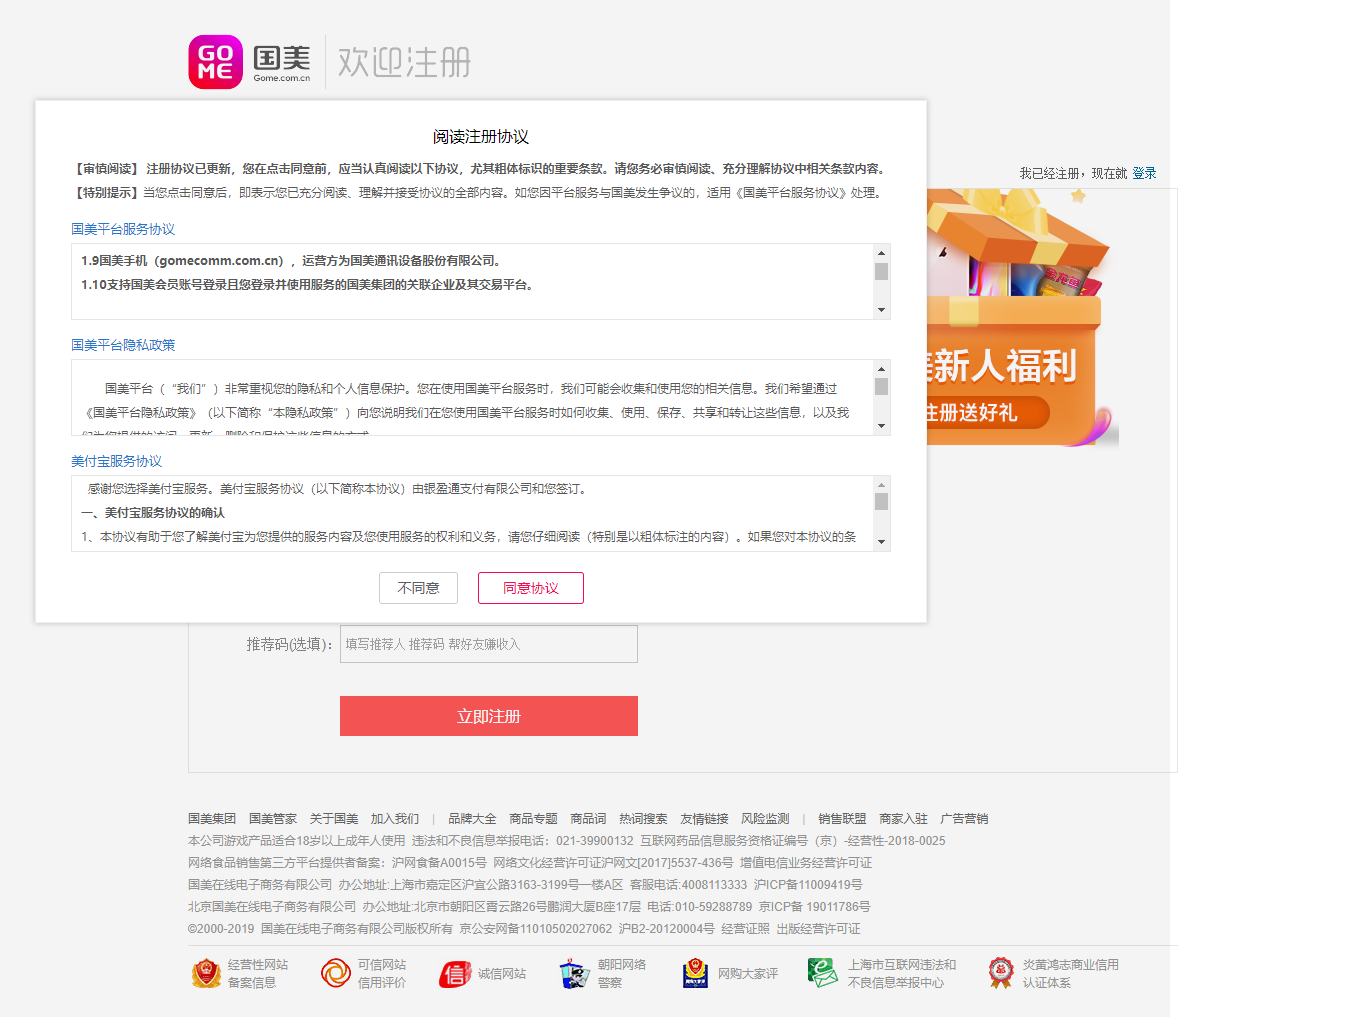 GO
ME
国美
Gome.com.cn
欢迎注册
阅读注册协议
【审慎阅读】 注册协议已更新，您在点击同意前，应当认真阅读以下协议，尤其粗体标识的重要条款。请您务必审慎阅读、充分理解协议中相关条款内容。
【特别提示】当您点击同意后，即表示您已充分阅读、理解并接受协议的全部内容。如您因平台服务与国美发生争议的，适用《国美平台服务协议》处理。
我已经注册，现在就 登录
国美平台服务协议
1.9国美手机（gomecomm.com.cn），运营方为国美通讯设备股份有限公司。
1.10支持国美会员账号登录且您登录并使用服务的国美集团的关联企业及其交易平台。
国美平台隐私政策
国美平台（“我们”）非常重视您的隐私和个人信息保护。您在使用国美平台服务时，我们可能会收集和使用您的相关信息。我们希望通过
《国美平台隐私政策》（以下简称“本隐私政策”）向您说明我们在您使用国美平台服务时如何收集、使用、保存、共享和转让这些信息，以及我
们为您提供的访问、更新、删除和保护这些信息的方式。
新人福利
注册送好礼
美付宝服务协议
感谢您选择美付宝服务。美付宝服务协议（以下简称本协议）由银盈通支付有限公司和您签订。
一、美付宝服务协议的确认
1、本协议有助于您了解美付宝为您提供的服务内容及您使用服务的权利和义务，请您仔细阅读（特别是以粗体标注的内容）。如果您对本协议的条
不同意
同意协议
推荐码(选填)：
填写推荐人 推荐码 帮好友赚收入
立即注册
国美集团 国美管家 关于国美 加入我们 | 品牌大全 商品专题 商品词 热词搜索 友情链接 风险监测 | 销售联盟 商家入驻 广告营销
本公司游戏产品适合18岁以上成年人使用 违法和不良信息举报电话：021-39900132 互联网药品信息服务资格证编号（京）-经营性-2018-0025
网络食品销售第三方平台提供者备案：沪网食备A0015号 网络文化经营许可证沪网文[2017]5537-436号 增值电信业务经营许可证
国美在线电子商务有限公司 办公地址:上海市嘉定区沪宜公路3163-3199号一楼A区 客服电话:4008113333 沪ICP备11009419号
北京国美在线电子商务有限公司 办公地址:北京市朝阳区霄云路26号鹏润大厦B座17层 电话:010-59288789 京ICP备 19011786号
©2000-2019 国美在线电子商务有限公司版权所有 京公安网备11010502027062 沪B2-20120004号 经营证照 出版经营许可证
经营性网站
备案信息
可信网站
信用评价
信
诚信网站
朝阳网络
警察
网购大家评
上海市互联网违法和
不良信息举报中心
炎黄鸿志商业信用
认证体系